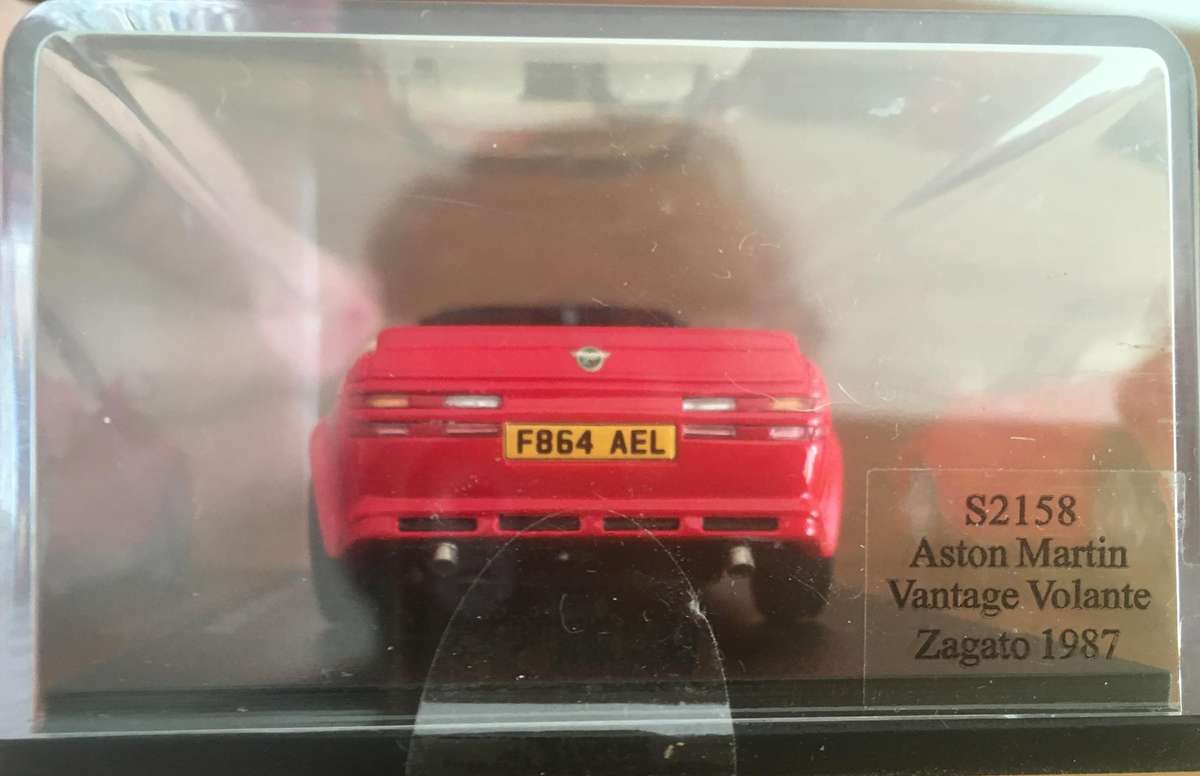 F864 AEL
S2158
Aston Martin
Vantage Volante
Zagato 1987